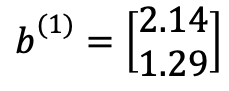 b⁽¹⁾ = [2.14
1.29]